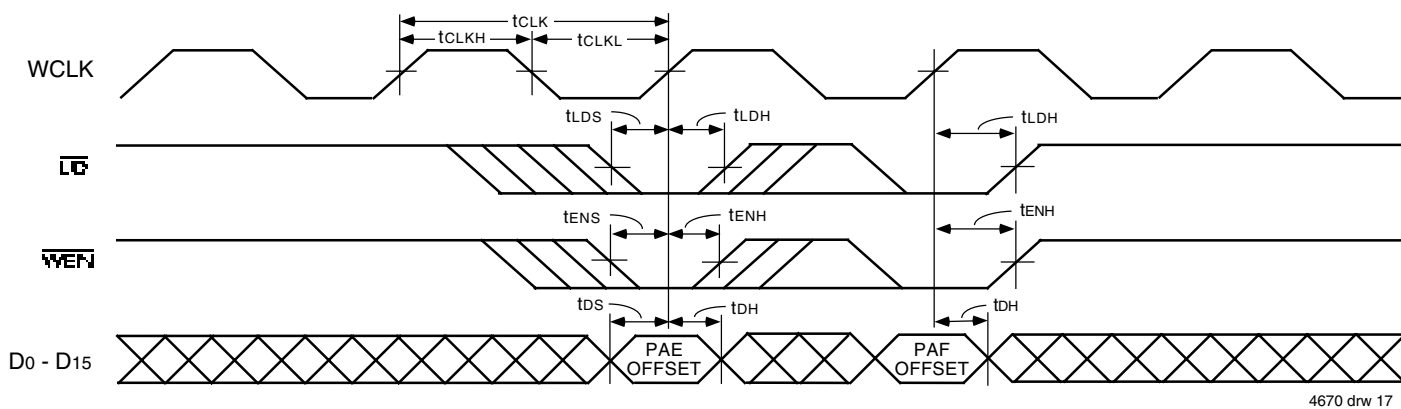 tCLK
tCLKH
tCLKL
WCLK
tLDS
tLDH
tLDH
LD
tENS
tENH
tENH
WEN
tDS
tDH
tDH
D0 - D15
PAE
OFFSET
PAF
OFFSET
4670 drw 17